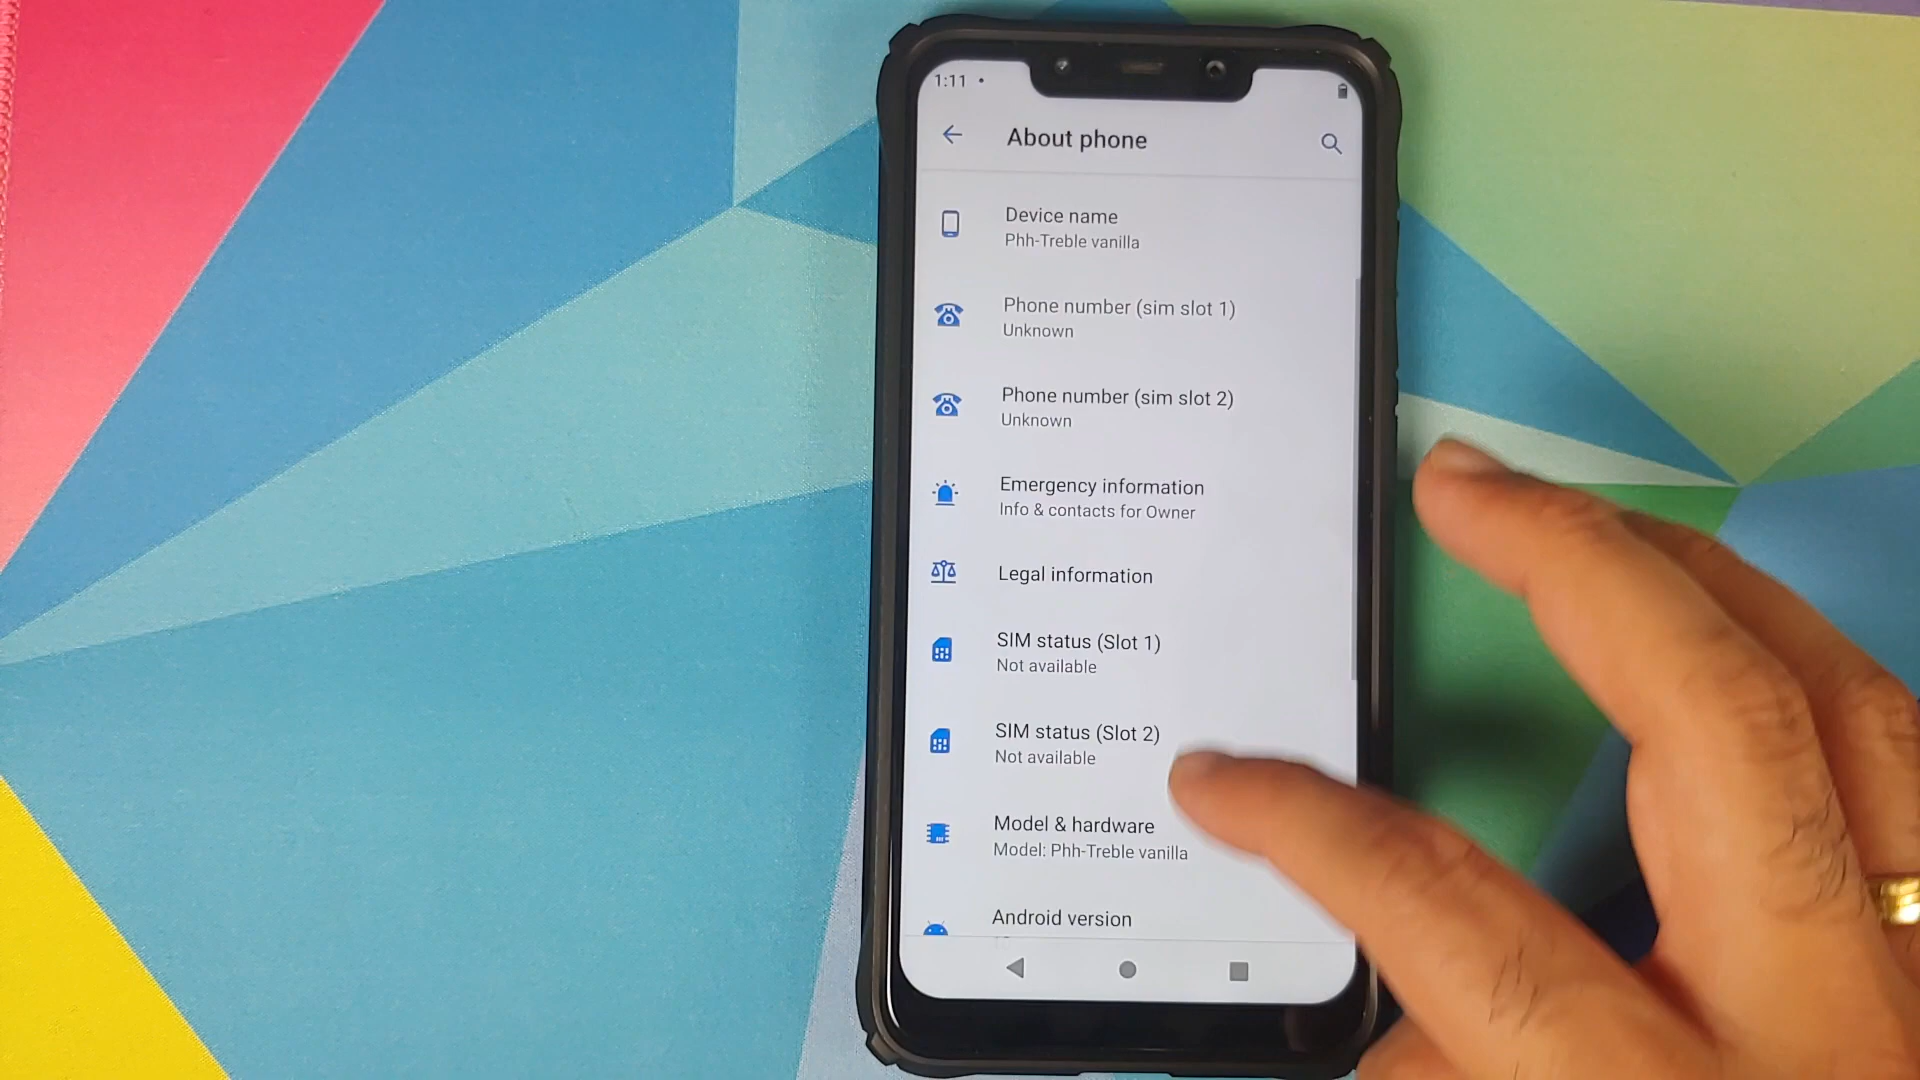 1:11
About phone
Device name
Phh-Treble vanilla
Phone number (sim slot 1)
Unknown
Phone number (sim slot 2)
Unknown
Emergency information
Info & contacts for Owner
Legal information
SIM status (Slot 1)
Not available
SIM status (Slot 2)
Not available
Model & hardware
Model: Phh-Treble vanilla
Android version